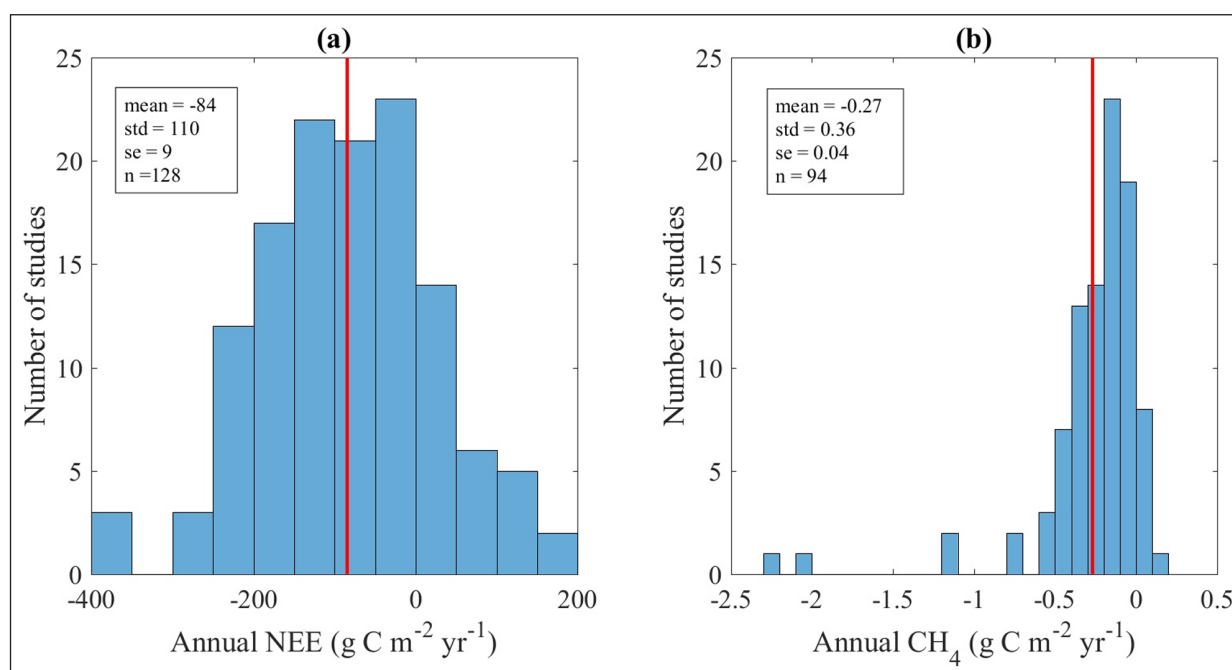 (a)
25
20
15
10
5
0
Number of studies
mean = -84
std = 110
se = 9
n =128
-400 -200 0 200
Annual NEE (g C m⁻² yr⁻¹)
(b)
25
20
15
10
5
0
Number of studies
mean = -0.27
std = 0.36
se = 0.04
n = 94
-2.5 -2 -1.5 -1 -0.5 0 0.5
Annual CH₄ (g C m⁻² yr⁻¹)